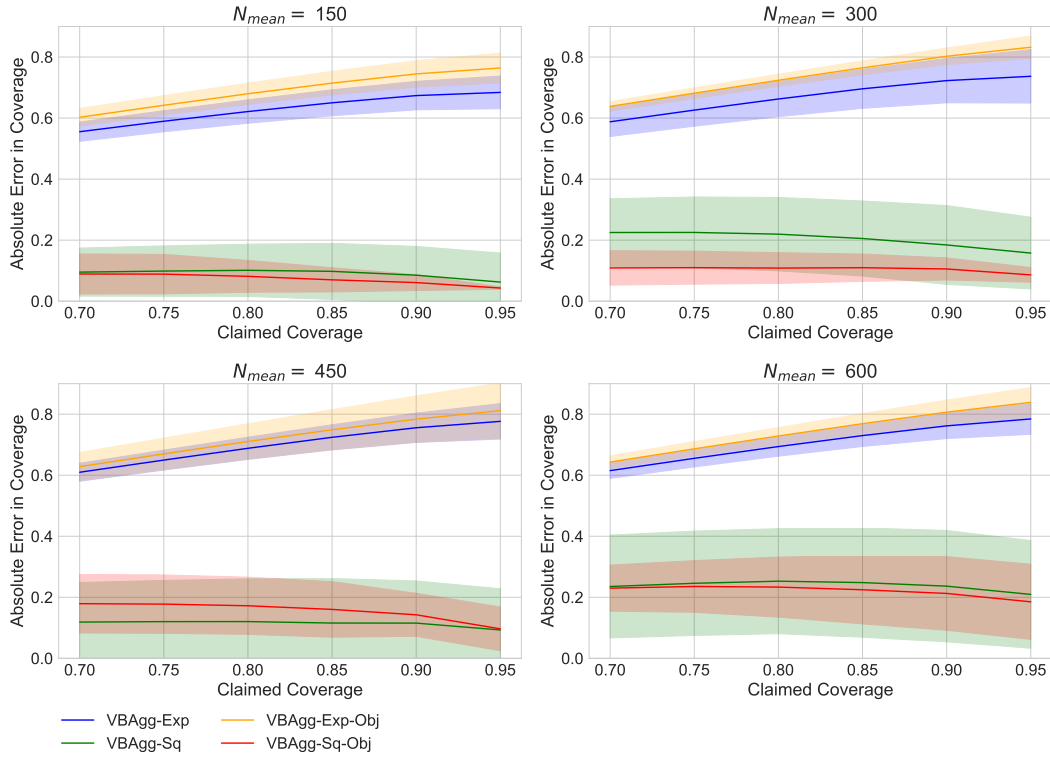 N_mean = 150
N_mean = 300
Absolute Error in Coverage
0.8
0.6
0.4
0.2
0.0
0.70 0.75 0.80 0.85 0.90 0.95
Claimed Coverage
Absolute Error in Coverage
0.8
0.6
0.4
0.2
0.0
0.70 0.75 0.80 0.85 0.90 0.95
Claimed Coverage
N_mean = 450
N_mean = 600
Absolute Error in Coverage
0.8
0.6
0.4
0.2
0.0
0.70 0.75 0.80 0.85 0.90 0.95
Claimed Coverage
Absolute Error in Coverage
0.8
0.6
0.4
0.2
0.0
0.70 0.75 0.80 0.85 0.90 0.95
Claimed Coverage
VBAgg-Exp
VBAgg-Sq
VBAgg-Exp-Obj
VBAgg-Sq-Obj